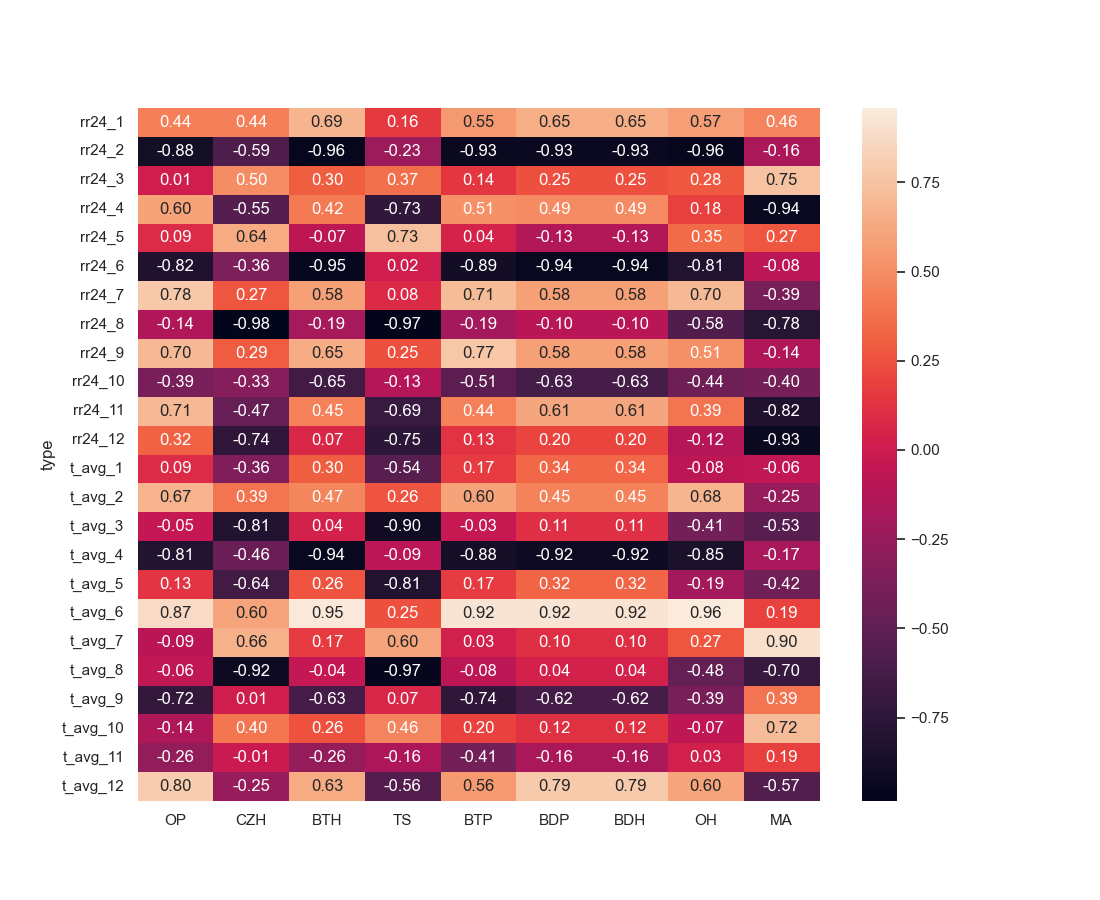 rr24_1 0.44 0.44 0.69 0.16 0.55 0.65 0.65 0.57 0.46
rr24_2 -0.88 -0.59 -0.96 -0.23 -0.93 -0.93 -0.93 -0.96 -0.16
rr24_3 0.01 0.50 0.30 0.37 0.14 0.25 0.25 0.28 0.75
rr24_4 0.60 -0.55 0.42 -0.73 0.51 0.49 0.49 0.18 -0.94
rr24_5 0.09 0.64 -0.07 0.73 0.04 -0.13 -0.13 0.35 0.27
rr24_6 -0.82 -0.36 -0.95 0.02 -0.89 -0.94 -0.94 -0.81 -0.08
rr24_7 0.78 0.27 0.58 0.08 0.71 0.58 0.58 0.70 -0.39
rr24_8 -0.14 -0.98 -0.19 -0.97 -0.19 -0.10 -0.10 -0.58 -0.78
rr24_9 0.70 0.29 0.65 0.25 0.77 0.58 0.58 0.51 -0.14
rr24_10 -0.39 -0.33 -0.65 -0.13 -0.51 -0.63 -0.63 -0.44 -0.40
rr24_11 0.71 -0.47 0.45 -0.69 0.44 0.61 0.61 0.39 -0.82
rr24_12 0.32 -0.74 0.07 -0.75 0.13 0.20 0.20 -0.12 -0.93
t_avg_1 0.09 -0.36 0.30 -0.54 0.17 0.34 0.34 -0.08 -0.06
t_avg_2 0.67 0.39 0.47 0.26 0.60 0.45 0.45 0.68 -0.25
t_avg_3 -0.05 -0.81 0.04 -0.90 -0.03 0.11 0.11 -0.41 -0.53
t_avg_4 -0.81 -0.46 -0.94 -0.09 -0.88 -0.92 -0.92 -0.85 -0.17
t_avg_5 0.13 -0.64 0.26 -0.81 0.17 0.32 0.32 -0.19 -0.42
t_avg_6 0.87 0.60 0.95 0.25 0.92 0.92 0.92 0.96 0.19
t_avg_7 -0.09 0.66 0.17 0.60 0.03 0.10 0.10 0.27 0.90
t_avg_8 -0.06 -0.92 -0.04 -0.97 -0.08 0.04 0.04 -0.48 -0.70
t_avg_9 -0.72 0.01 -0.63 0.07 -0.74 -0.62 -0.62 -0.39 0.39
t_avg_10 -0.14 0.40 0.26 0.46 0.20 0.12 0.12 -0.07 0.72
t_avg_11 -0.26 -0.01 -0.26 -0.16 -0.41 -0.16 -0.16 0.03 0.19
t_avg_12 0.80 -0.25 0.63 -0.56 0.56 0.79 0.79 0.60 -0.57
OP CZH BTH TS BTP BDP BDH OH MA
type
0.75
0.50
0.25
0.00
−0.25
−0.50
−0.75